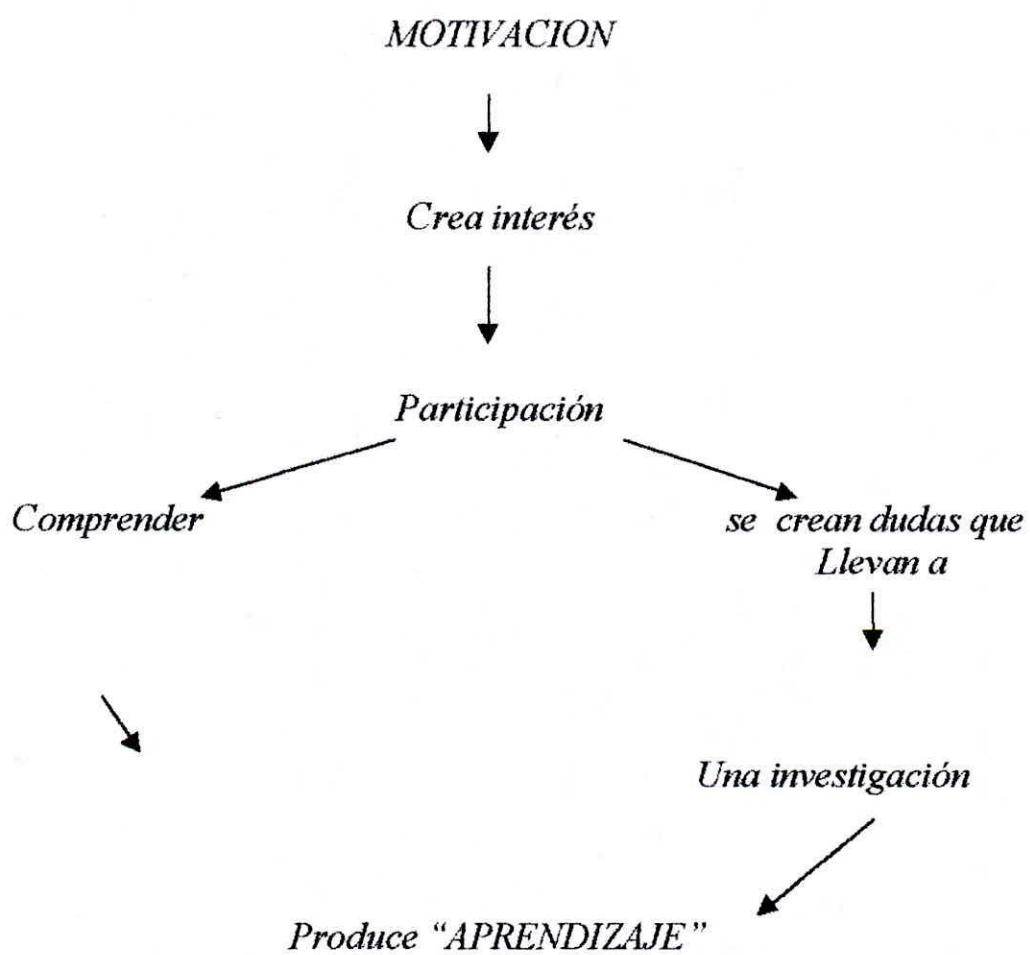 MOTIVACION
Crea interés
Participación
Comprender
se crean dudas que
Llevan a
Una investigación
Produce “APRENDIZAJE”